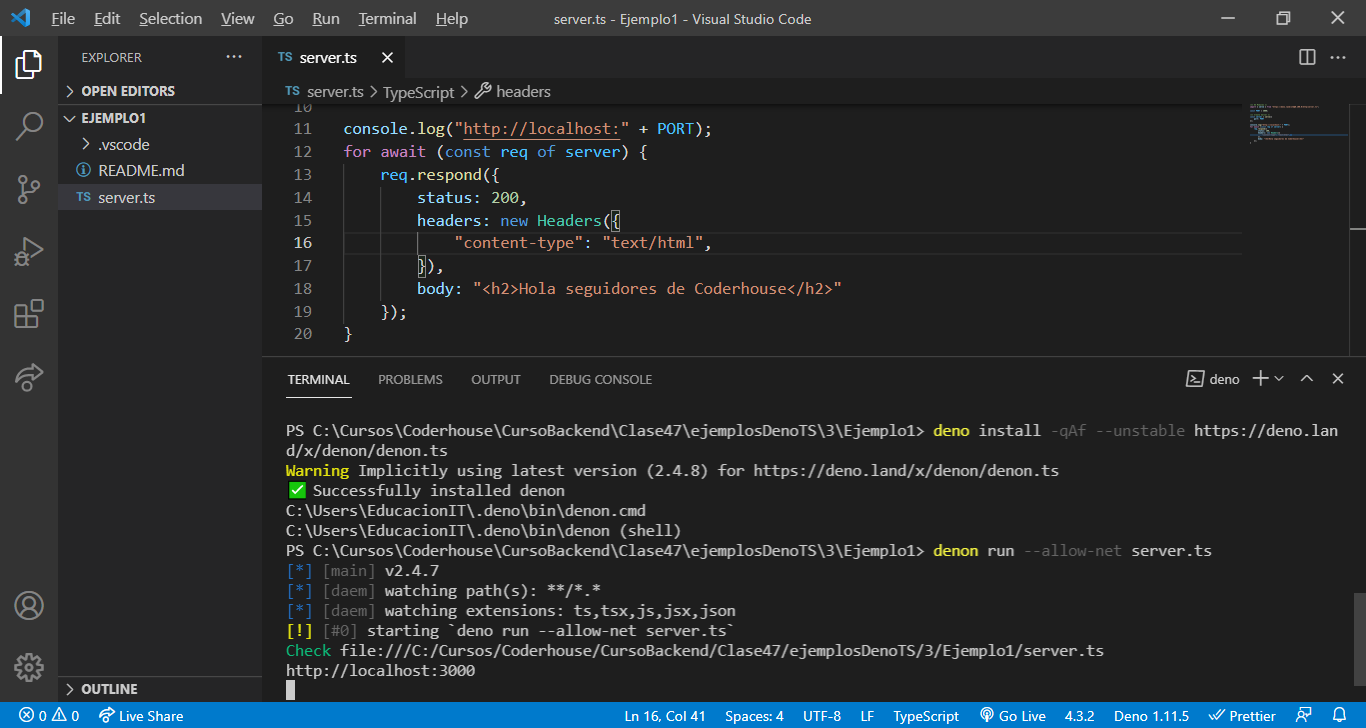 File Edit Selection View Go Run Terminal Help server.ts - Ejemplo1 - Visual Studio Code
EXPLORER ···
OPEN EDITORS
EJEMPLO1
.vscode
README.md
TS server.ts
TS server.ts
TS server.ts > TypeScript > headers
10
11 console.log("http://localhost:" + PORT);
12 for await (const req of server) {
13 req.respond({
14 status: 200,
15 headers: new Headers({
16 "content-type": "text/html",
17 }),
18 body: "<h2>Hola seguidores de Coderhouse</h2>"
19 });
20 }
TERMINAL PROBLEMS OUTPUT DEBUG CONSOLE deno
PS C:\Cursos\Coderhouse\CursoBackend\Clase47\ejemplosDenoTS\3\Ejemplo1> deno install -qAf --unstable https://deno.lan
d/x/denon/denon.ts
Warning Implicitly using latest version (2.4.8) for https://deno.land/x/denon/denon.ts
✅ Successfully installed denon
C:\Users\EducacionIT\.deno\bin\denon.cmd
C:\Users\EducacionIT\.deno\bin\denon (shell)
PS C:\Cursos\Coderhouse\CursoBackend\Clase47\ejemplosDenoTS\3\Ejemplo1> denon run --allow-net server.ts
[*] [main] v2.4.7
[*] [daem] watching path(s): **/*.*
[*] [daem] watching extensions: ts,tsx,js,jsx,json
[!] [#0] starting `deno run --allow-net server.ts`
Check file:///C:/Cursos/Coderhouse/CursoBackend/Clase47/ejemplosDenoTS/3/Ejemplo1/server.ts
http://localhost:3000
OUTLINE
0 0 Live Share Ln 16, Col 41 Spaces: 4 UTF-8 LF TypeScript Go Live 4.3.2 Deno 1.11.5 Prettier